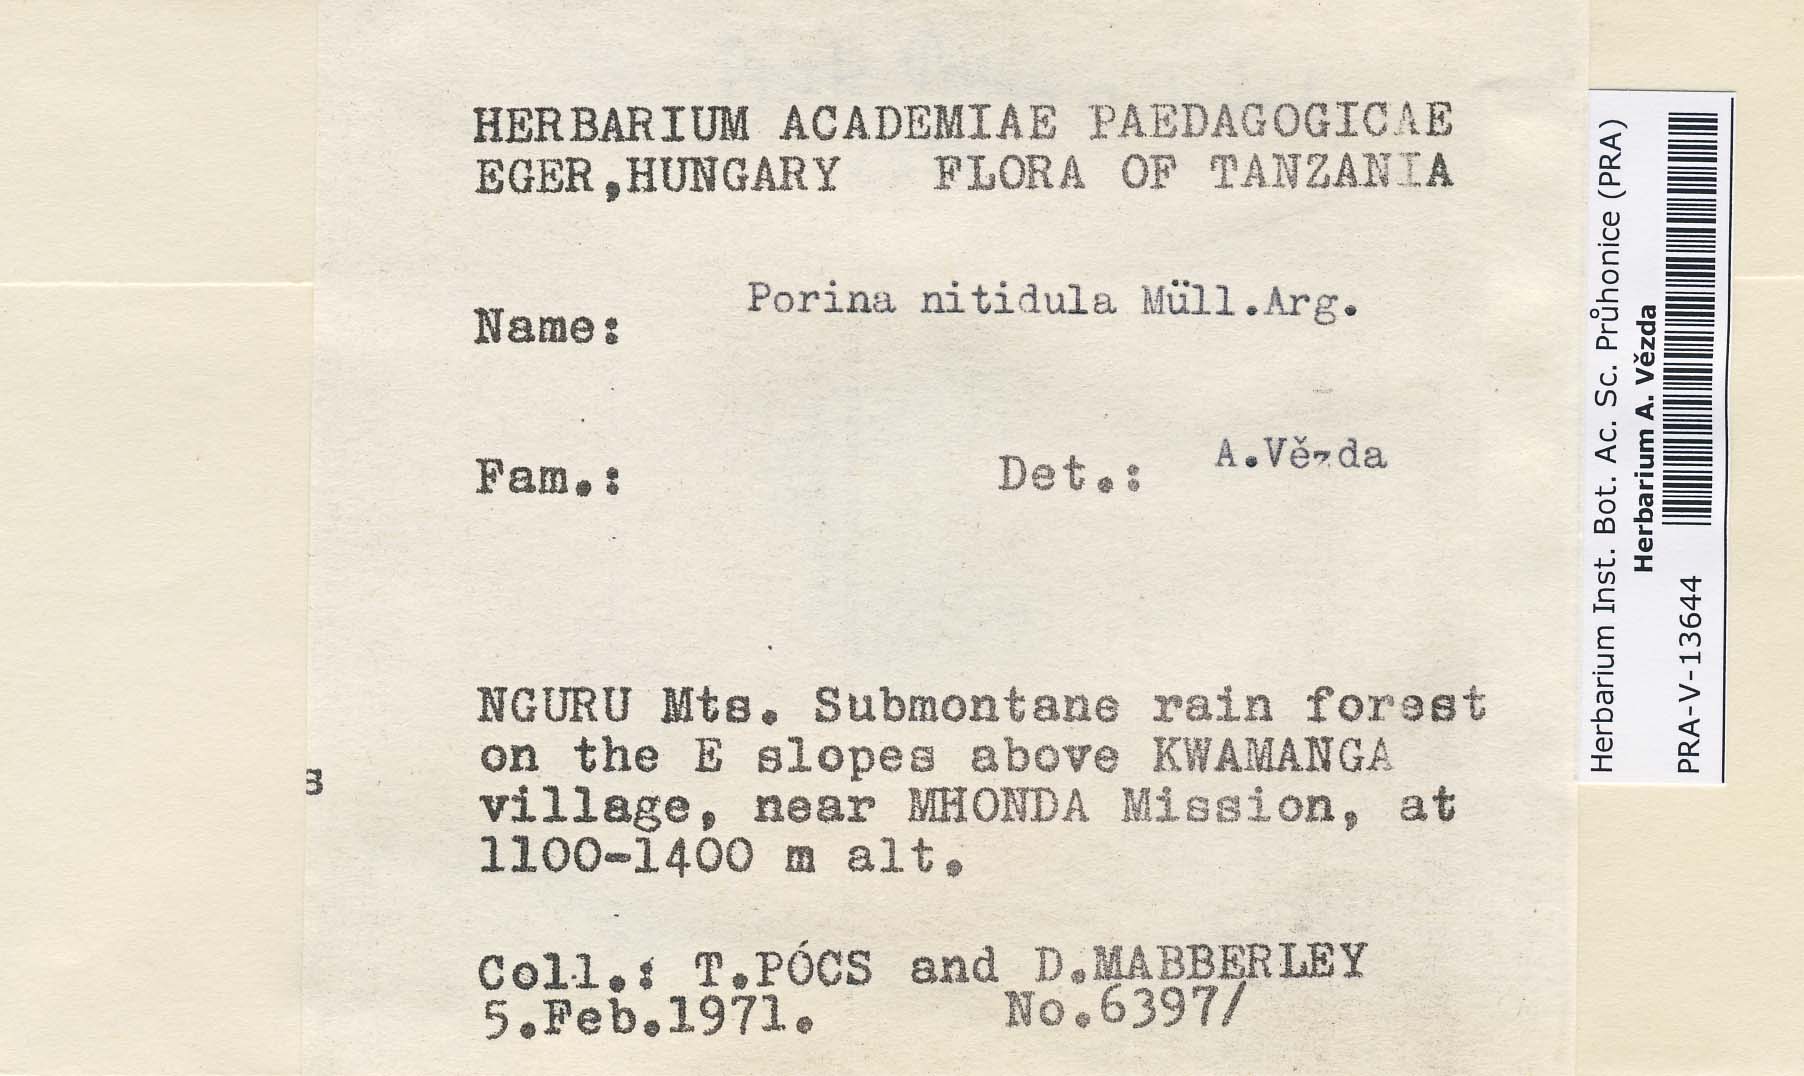 HERBARIUM ACADEMIAE PAEDAGOGICAE
EGER,HUNGARY FLORA OF TANZANIA
Name: Porina nitidula Müll.Arg.
Fam.: Det.: A.Vězda
NGURU Mts. Submontane rain forest
on the E slopes above KWAMANGA
village, near MHONDA Mission, at
1100-1400 m alt.
Coll.: T.PÓCS and D.MABBERLEY
5.Feb.1971. No.6397/
Herbarium Inst. Bot. Ac. Sc. Průhonice (PRA)
Herbarium A. Vězda
PRA-V-13644